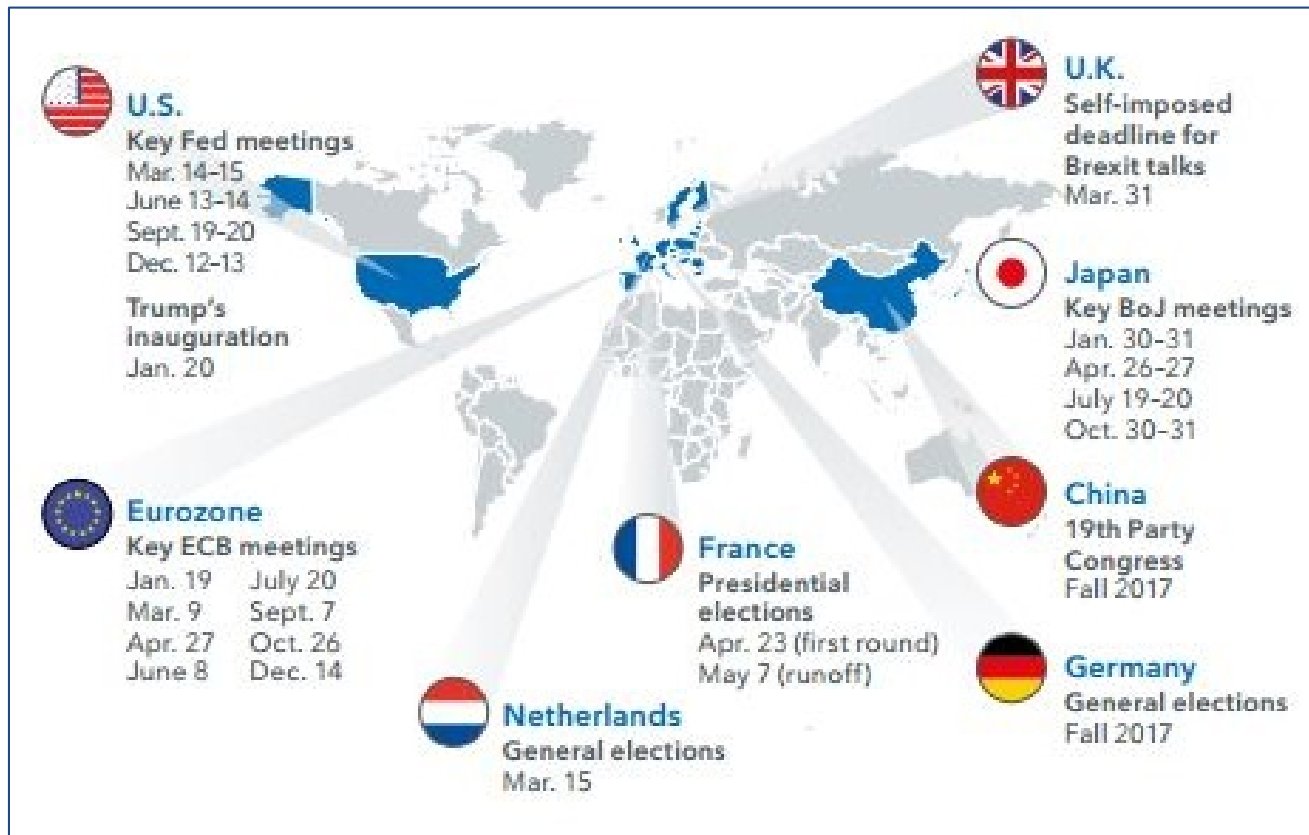 U.S.
Key Fed meetings
Mar. 14–15
June 13–14
Sept. 19–20
Dec. 12–13
Trump's
inauguration
Jan. 20
U.K.
Self-imposed
deadline for
Brexit talks
Mar. 31
Japan
Key BoJ meetings
Jan. 30–31
Apr. 26–27
July 19–20
Oct. 30–31
Eurozone
Key ECB meetings
Jan. 19 July 20
Mar. 9 Sept. 7
Apr. 27 Oct. 26
June 8 Dec. 14
China
19th Party
Congress
Fall 2017
France
Presidential
elections
Apr. 23 (first round)
May 7 (runoff)
Germany
General elections
Fall 2017
Netherlands
General elections
Mar. 15